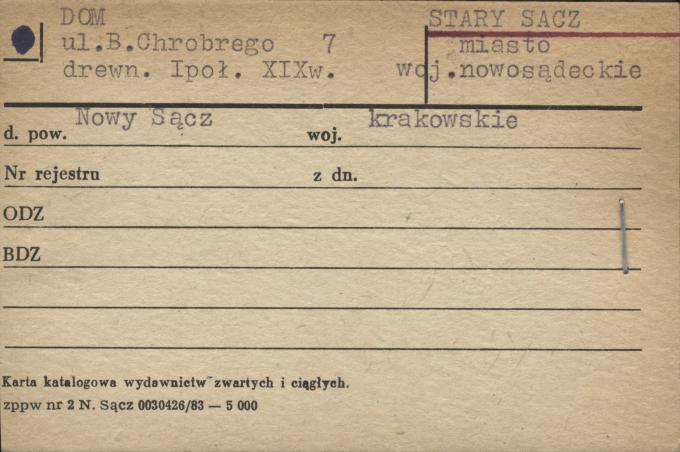 DOM STARY SACZ
ul.B.Chrobrego 7 miasto
drewn. Ipoł. XIXw. woj.nowosądeckie
d. pow. Nowy Sącz woj. krakowskie
Nr rejestru z dn.
ODZ
BDZ
Karta katalogowa wydawnictw zwartych i ciągłych.
zppw nr 2 N. Sącz 0030426/83 — 5 000